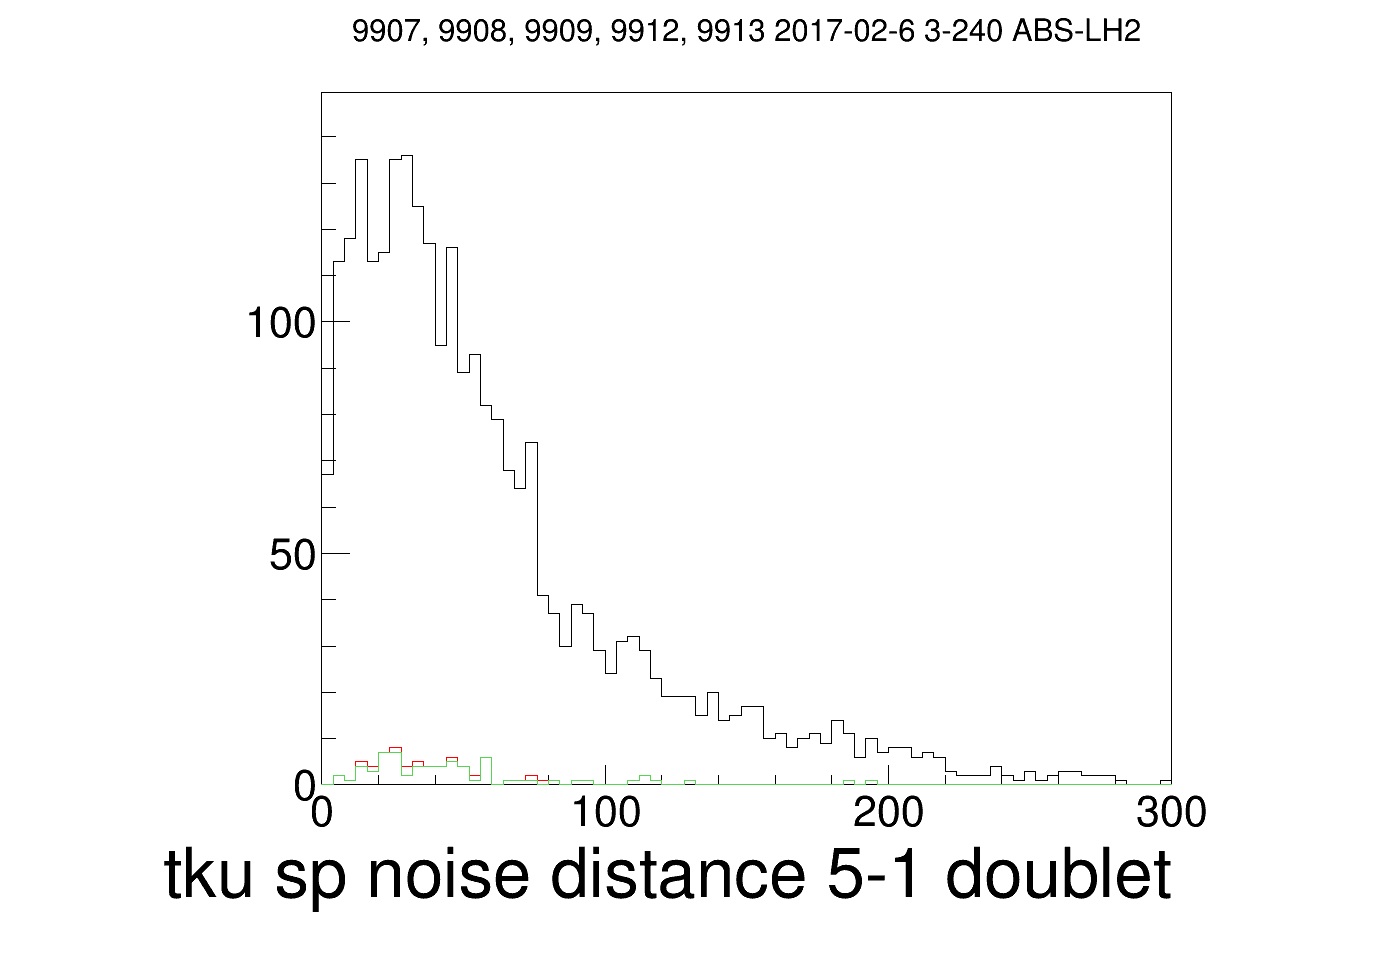 9907, 9908, 9909, 9912, 9913 2017-02-6 3-240 ABS-LH2
100
50
0
0 100 200 300
tku sp noise distance 5-1 doublet